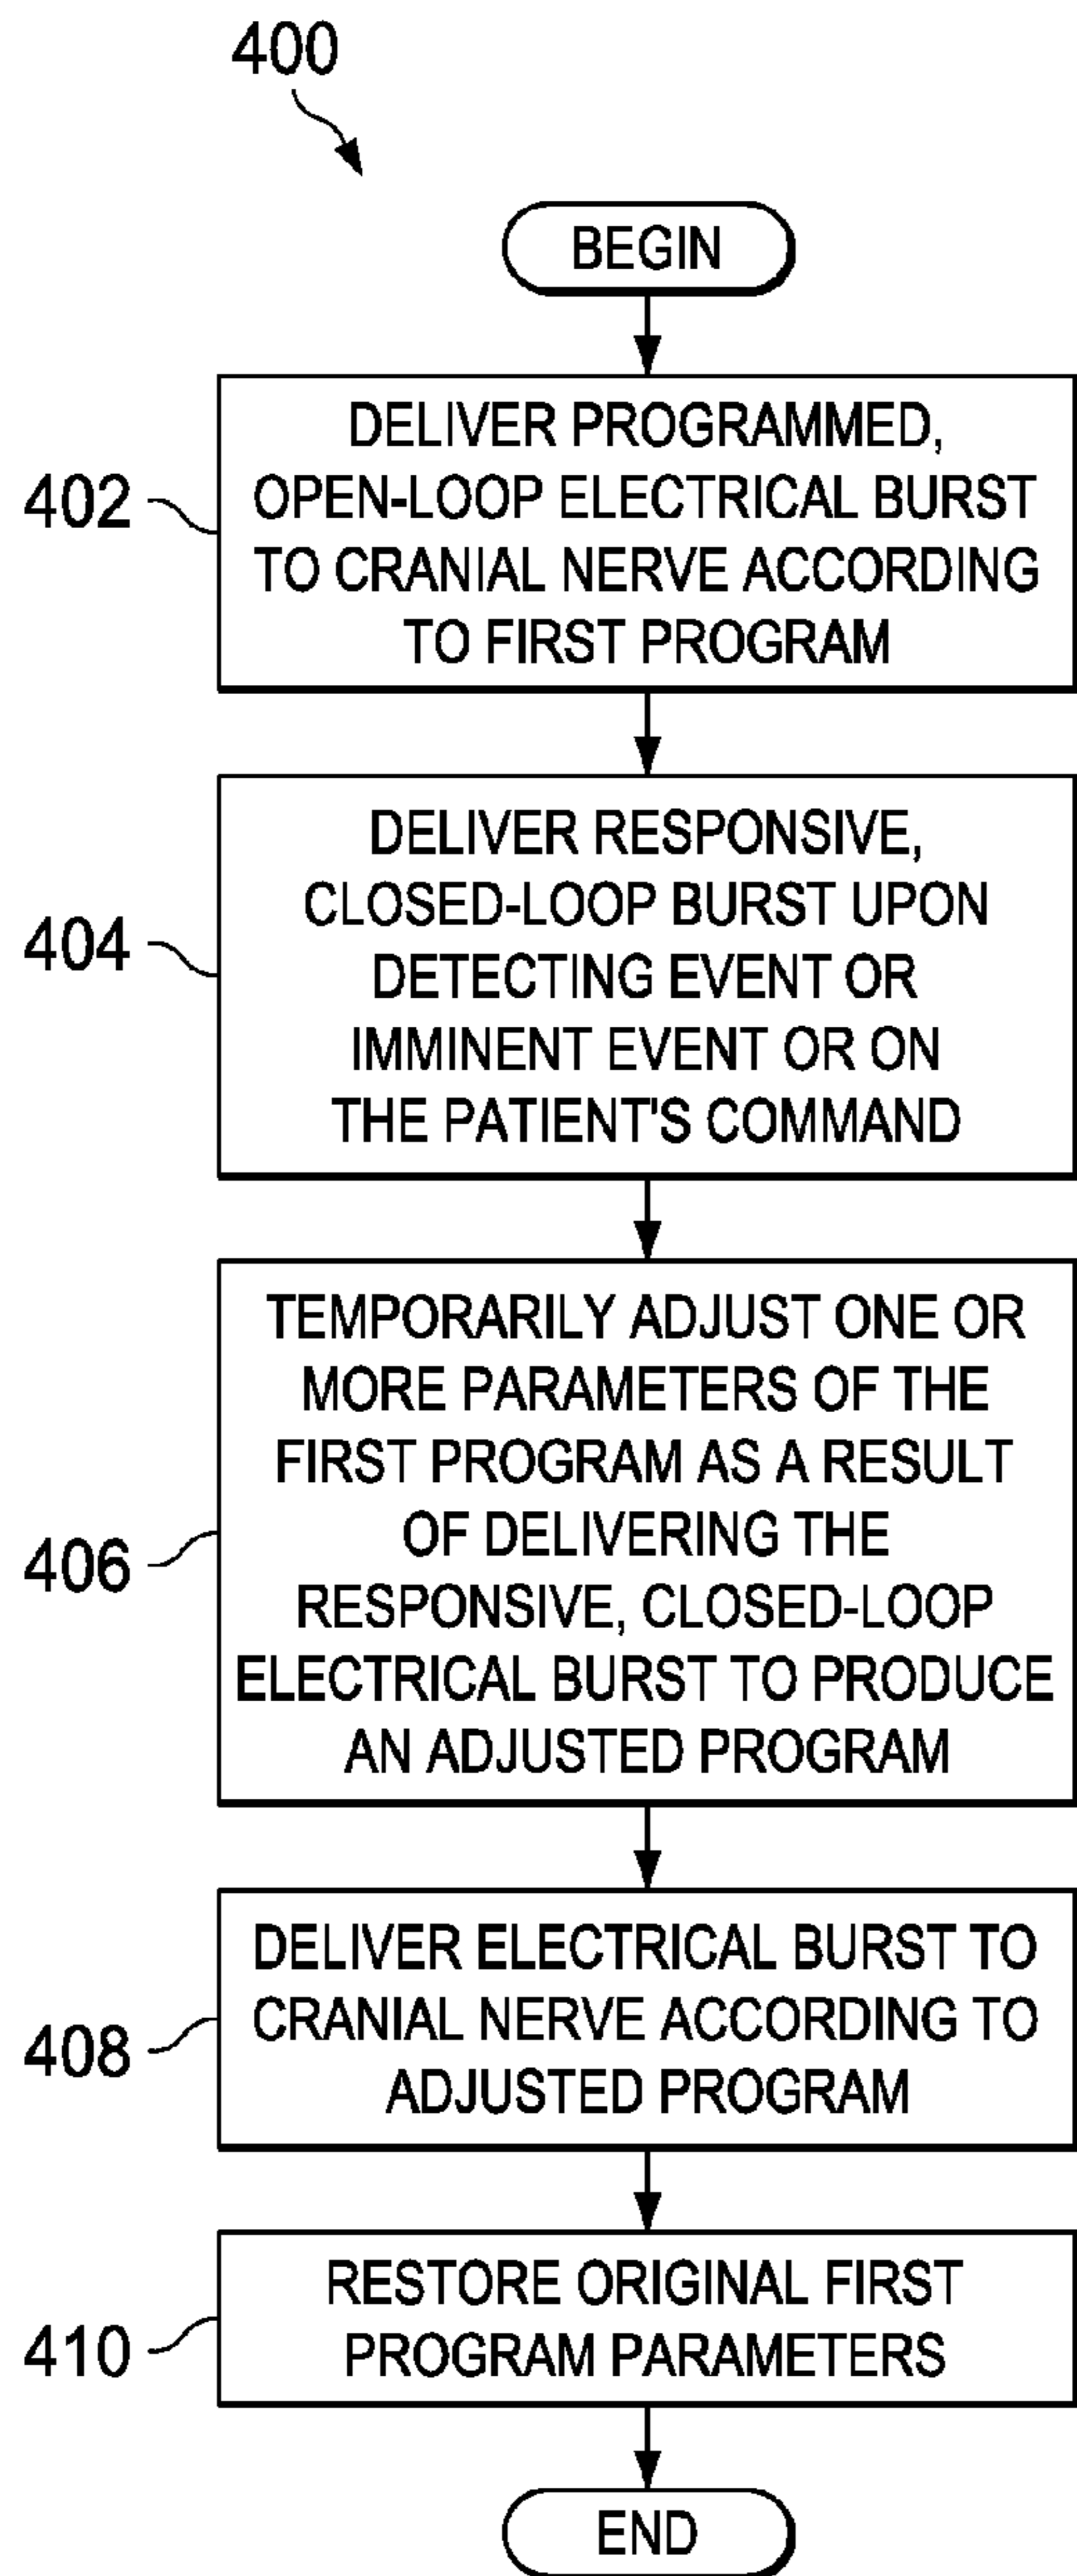 400
BEGIN
402
DELIVER PROGRAMMED,
OPEN-LOOP ELECTRICAL BURST
TO CRANIAL NERVE ACCORDING
TO FIRST PROGRAM
404
DELIVER RESPONSIVE,
CLOSED-LOOP BURST UPON
DETECTING EVENT OR
IMMINENT EVENT OR ON
THE PATIENT'S COMMAND
406
TEMPORARILY ADJUST ONE OR
MORE PARAMETERS OF THE
FIRST PROGRAM AS A RESULT
OF DELIVERING THE
RESPONSIVE, CLOSED-LOOP
ELECTRICAL BURST TO PRODUCE
AN ADJUSTED PROGRAM
408
DELIVER ELECTRICAL BURST TO
CRANIAL NERVE ACCORDING TO
ADJUSTED PROGRAM
410
RESTORE ORIGINAL FIRST
PROGRAM PARAMETERS
END